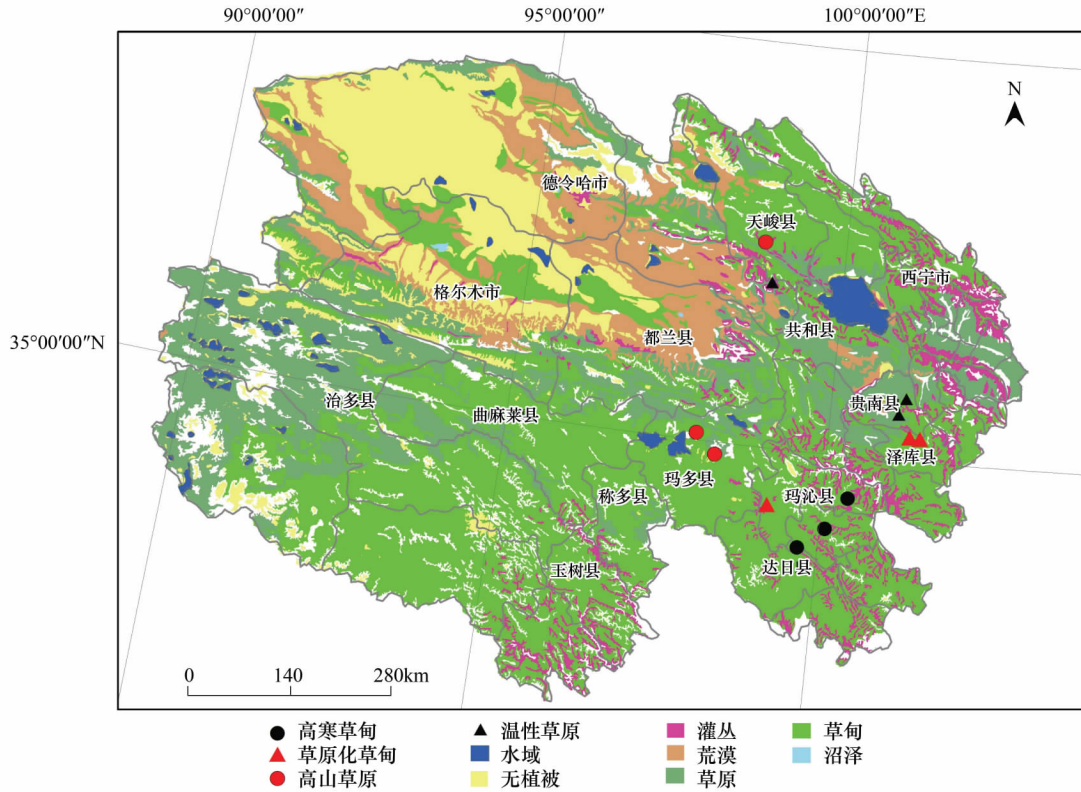 90°00′00″
95°00′00″
100°00′00″E
N
德令哈市
天峻县
西宁市
格尔木市
共和县
都兰县
35°00′00″N
治多县
曲麻莱县
贵南县
泽库县
玛多县
称多县
玛沁县
玉树县
达日县
0 140 280km
高寒草甸 温性草原 灌丛 草甸
草原化草甸 水域 荒漠 沼泽
高山草原 无植被 草原